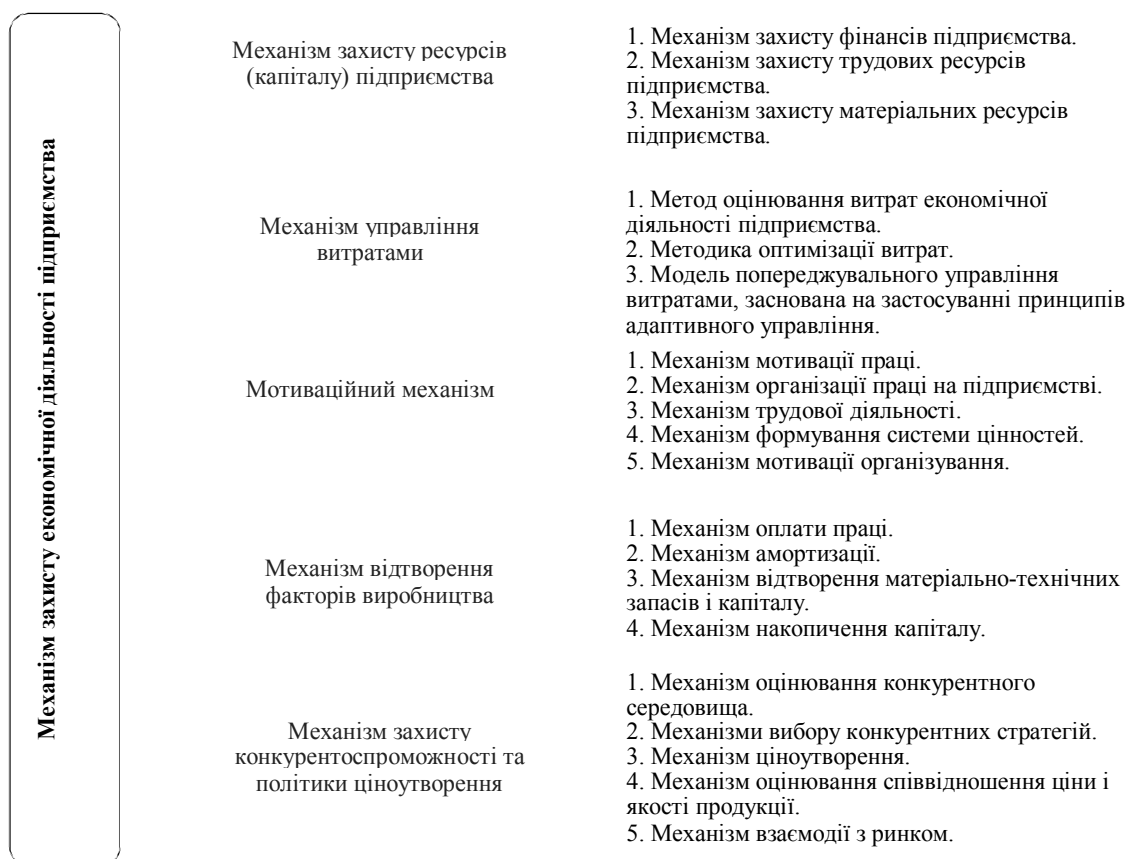 Механізм захисту економічної діяльності підприємства
Механізм захисту ресурсів
(капіталу) підприємства
1. Механізм захисту фінансів підприємства.
2. Механізм захисту трудових ресурсів
підприємства.
3. Механізм захисту матеріальних ресурсів
підприємства.
Механізм управління
витратами
1. Метод оцінювання витрат економічної
діяльності підприємства.
2. Методика оптимізації витрат.
3. Модель попереджувального управління
витратами, заснована на застосуванні принципів
адаптивного управління.
Мотиваційний механізм
1. Механізм мотивації праці.
2. Механізм організації праці на підприємстві.
3. Механізм трудової діяльності.
4. Механізм формування системи цінностей.
5. Механізм мотивації організування.
Механізм відтворення
факторів виробництва
1. Механізм оплати праці.
2. Механізм амортизації.
3. Механізм відтворення матеріально-технічних
запасів і капіталу.
4. Механізм накопичення капіталу.
Механізм захисту
конкурентоспроможності та
політики ціноутворення
1. Механізм оцінювання конкурентного
середовища.
2. Механізми вибору конкурентних стратегій.
3. Механізм ціноутворення.
4. Механізм оцінювання співвідношення ціни і
якості продукції.
5. Механізм взаємодії з ринком.